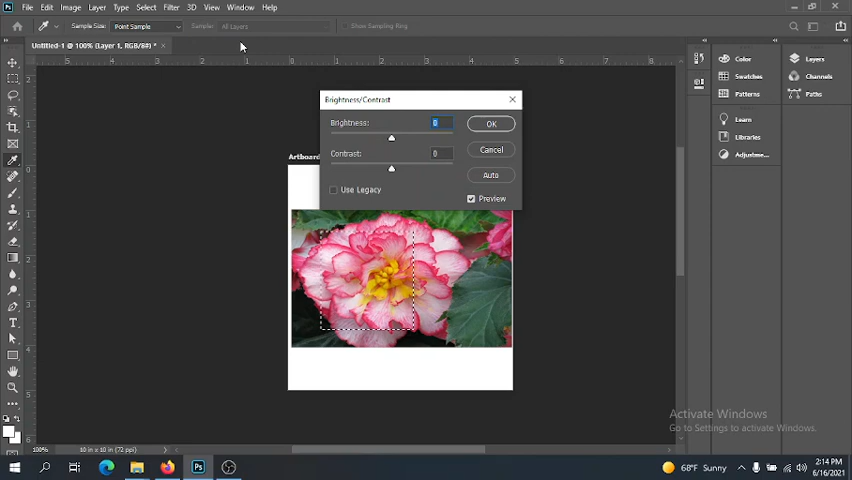 Ps File Edit Image Layer Type Select Filter 3D View Window Help
Sample Size: Point Sample Sample: All Layers Show Sampling Ring
Untitled-1 @ 100% (Layer 1, RGB/8#) * ×
Brightness/Contrast
Brightness: 0 OK
Contrast: 0 Cancel
Auto
Use Legacy
Preview
Artboard
Color
Swatches
Patterns
Learn
Libraries
Adjustme...
Layers
Channels
Paths
Activate Windows
Go to Settings to activate Windows.
100% 10 in x 10 in (72 ppi)
Ps 68°F Sunny 2:14 PM
6/16/2021